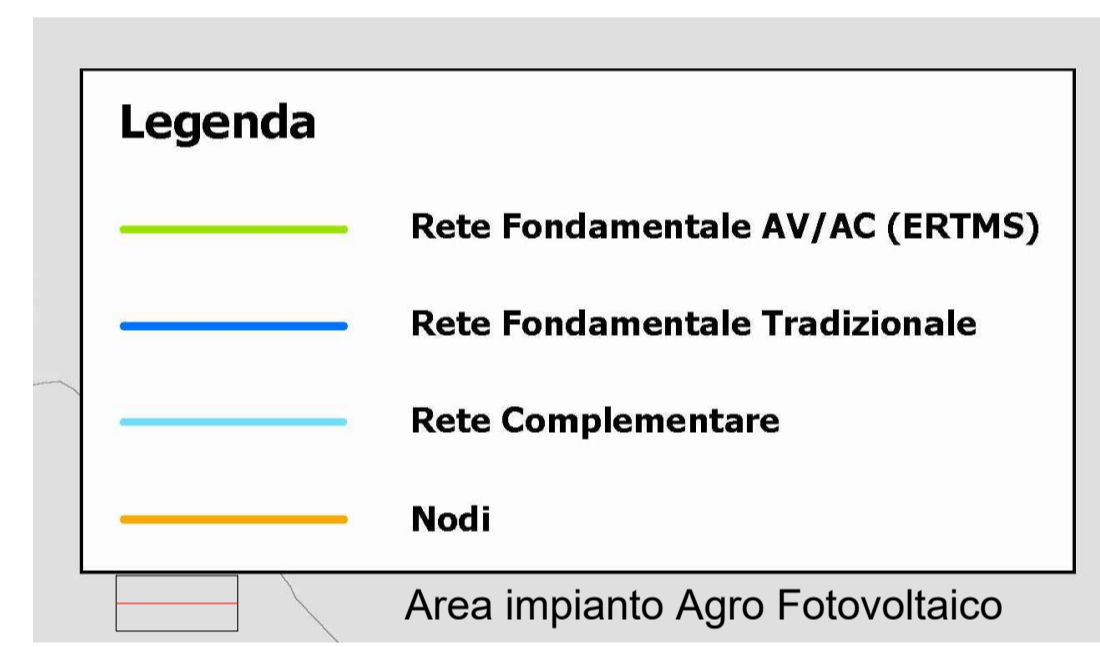 Legenda
Rete Fondamentale AV/AC (ERTMS)
Rete Fondamentale Tradizionale
Rete Complementare
Nodi
Area impianto Agro Fotovoltaico